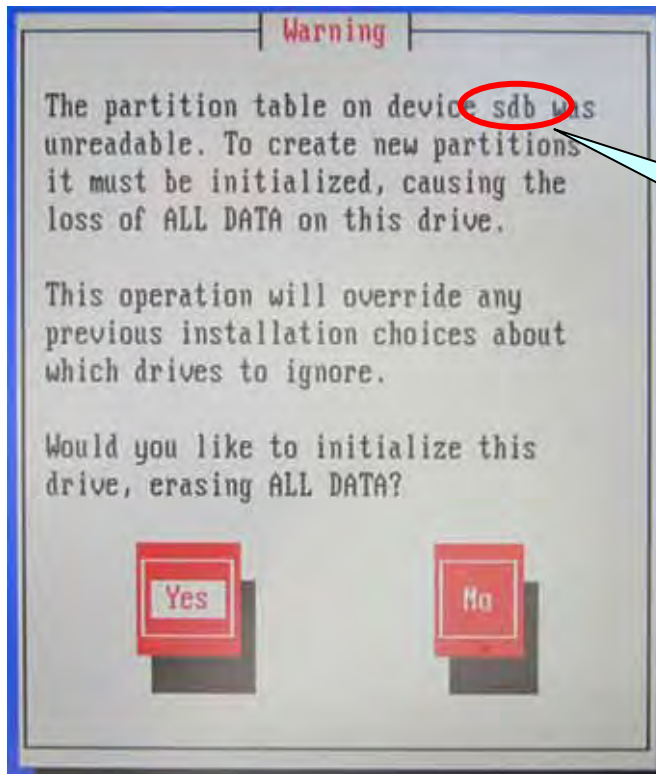 Warning
The partition table on device sdb was
unreadable. To create new partitions
it must be initialized, causing the
loss of ALL DATA on this drive.
This operation will override any
previous installation choices about
which drives to ignore.
Would you like to initialize this
drive, erasing ALL DATA?
Yes No